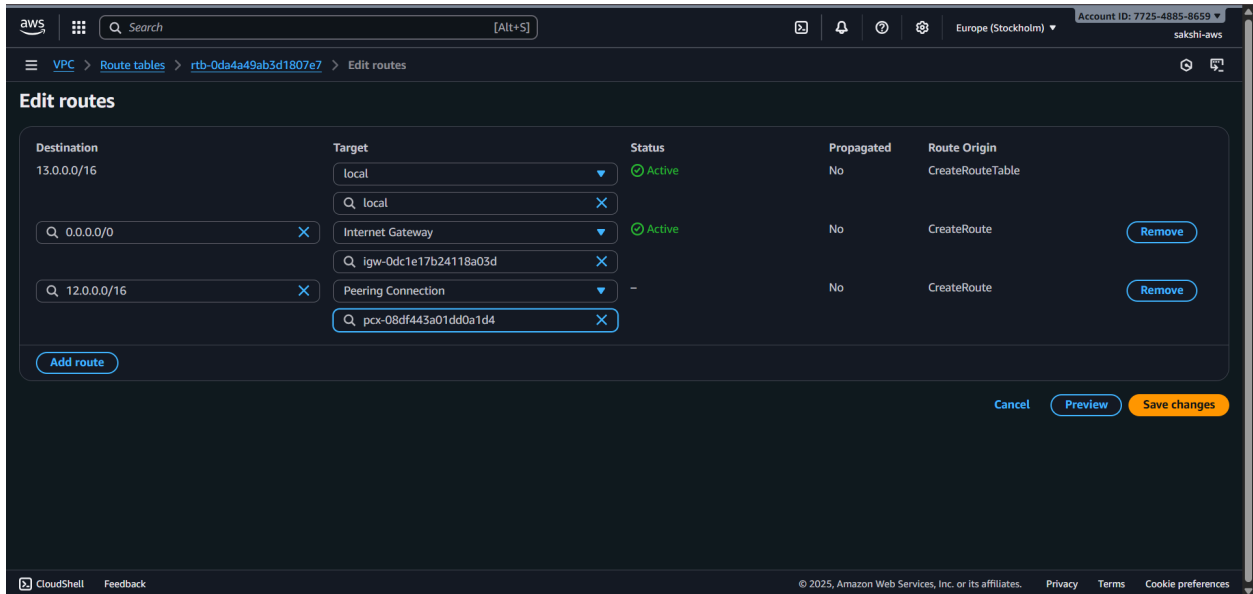 aws
Search [Alt+S]
Europe (Stockholm)
Account ID: 7725-4885-8659
sakshi-aws
VPC > Route tables > rtb-0da4a49ab3d1807e7 > Edit routes
Edit routes
Destination Target Status Propagated Route Origin
13.0.0.0/16 local Active No CreateRouteTable
local
0.0.0.0/0 Internet Gateway Active No CreateRoute Remove
igw-0dc1e17b24118a03d
12.0.0.0/16 Peering Connection – No CreateRoute Remove
pcx-08df443a01dd0a1d4
Add route
Cancel Preview Save changes
CloudShell Feedback © 2025, Amazon Web Services, Inc. or its affiliates. Privacy Terms Cookie preferences